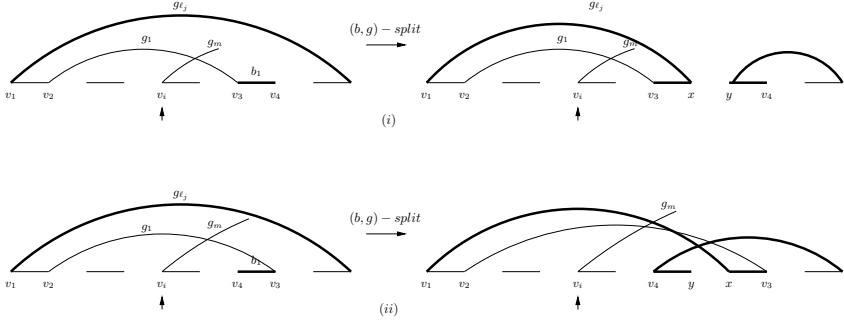 g_{ℓ_j} (b, g) − split g_{ℓ_j}
g_1 g_m b_1 g_1 g_m
v_1 v_2 v_i v_3 v_4 v_1 v_2 v_i v_3 x y v_4
(i)
g_{ℓ_j} (b, g) − split g_m
g_1 g_m b_1
v_1 v_2 v_i v_4 v_3 v_1 v_2 v_i v_4 y x v_3
(ii)